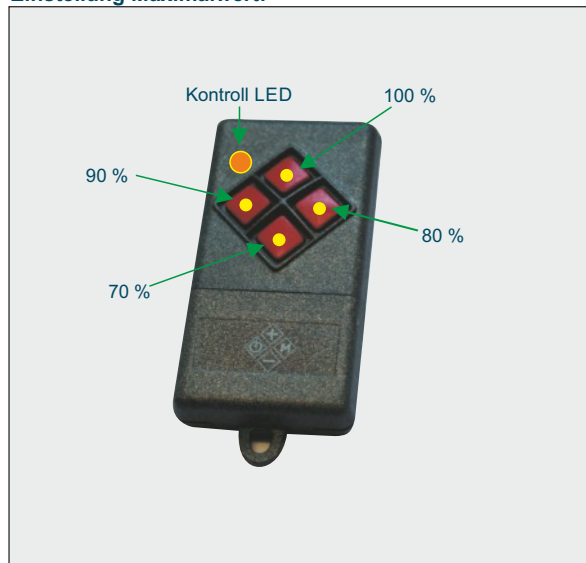 Einstellung Maximalwert:
Kontroll LED
100 %
90 %
80 %
70 %
+
M
−